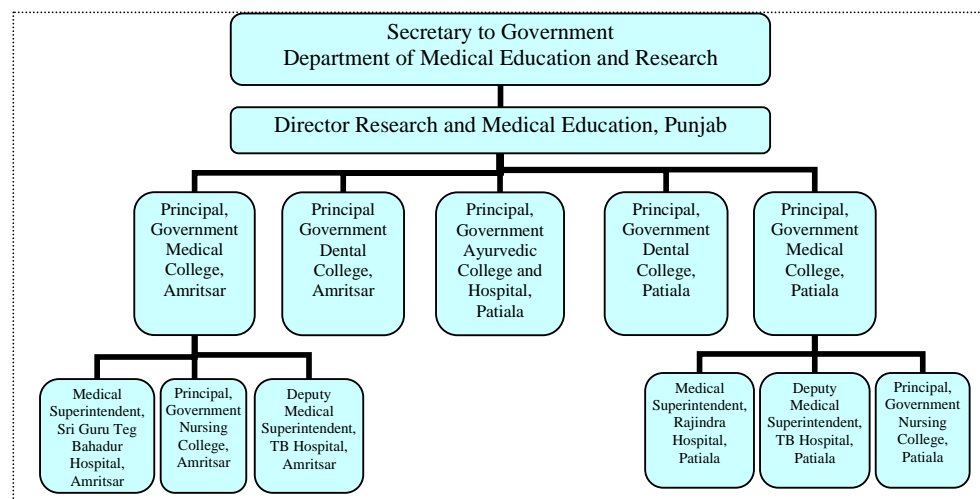 Secretary to Government
Department of Medical Education and Research
Director Research and Medical Education, Punjab
Principal,
Government
Medical
College,
Amritsar
Principal
Government
Dental
College,
Amritsar
Principal,
Government
Ayurvedic
College and
Hospital,
Patiala
Principal,
Government
Dental
College,
Patiala
Principal,
Government
Medical
College,
Patiala
Medical
Superintendent,
Sri Guru Teg
Bahadur
Hospital,
Amritsar
Principal,
Government
Nursing
College,
Amritsar
Deputy
Medical
Superintendent,
TB Hospital,
Amritsar
Medical
Superintendent,
Rajindra
Hospital,
Patiala
Deputy
Medical
Superintendent,
TB Hospital,
Patiala
Principal,
Government
Nursing
College,
Patiala